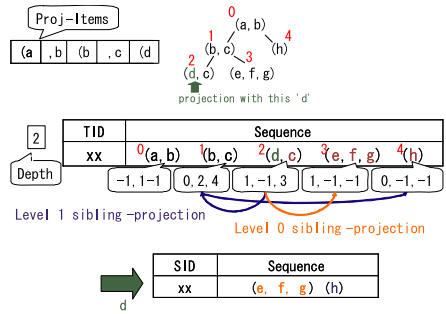 Proj-Items
(a ,b (b ,c (d
0
(a, b)
1 4
(b, c) (h)
2 3
(d, c) (e, f, g)
projection with this 'd'
2
Depth
TID Sequence
xx 0(a, b) 1(b, c) 2(d, c) 3(e, f, g) 4(h)
-1,1-1 0, 2, 4 1, -1, 3 1, -1, -1 0, -1, -1
Level 1 sibling-projection
Level 0 sibling-projection
d
SID Sequence
xx (e, f, g) (h)